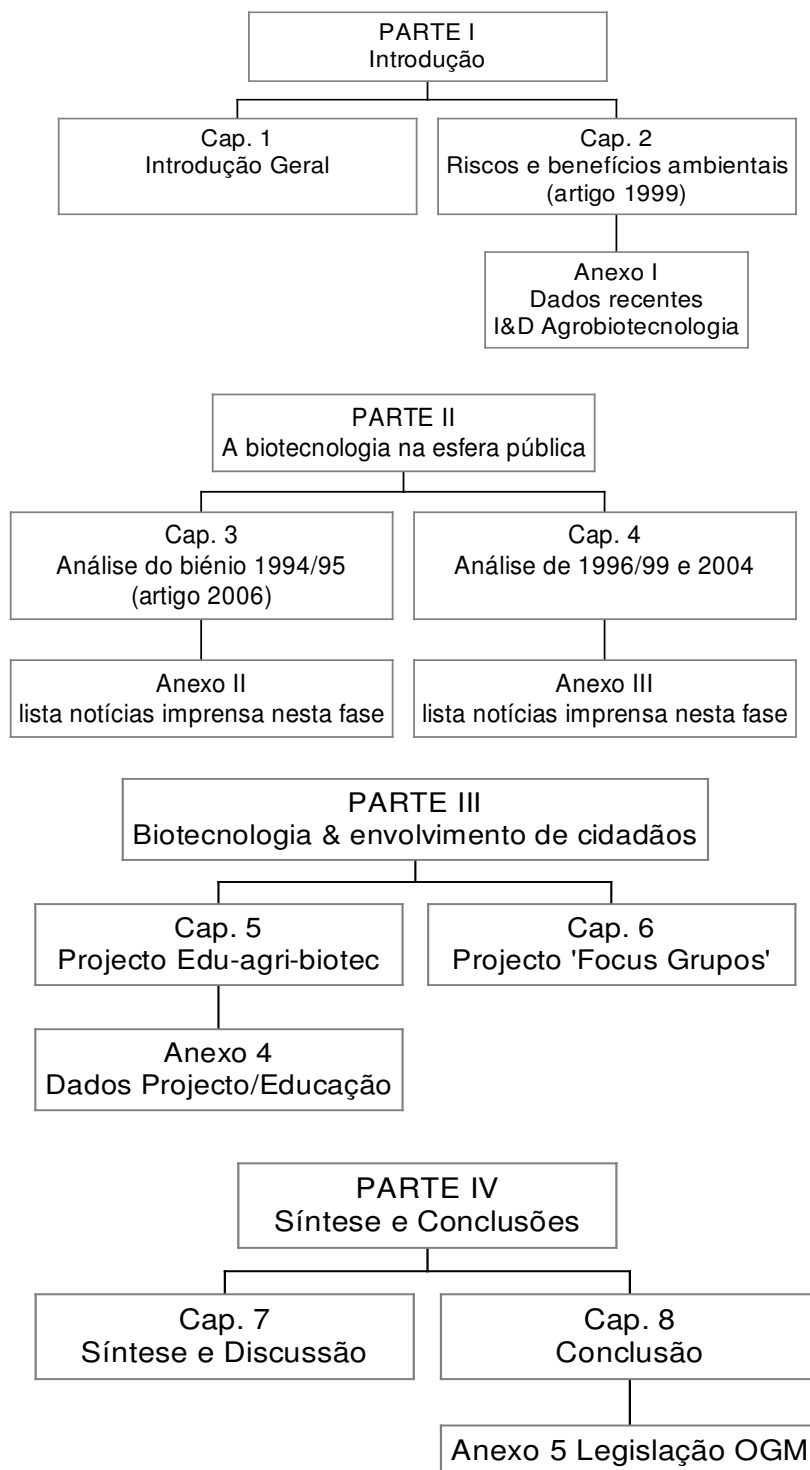 PARTE I
Introdução
Cap. 1
Introdução Geral
Cap. 2
Riscos e benefícios ambientais
(artigo 1999)
Anexo I
Dados recentes
I&D Agrobiotecnologia
PARTE II
A biotecnologia na esfera pública
Cap. 3
Análise do biénio 1994/95
(artigo 2006)
Cap. 4
Análise de 1996/99 e 2004
Anexo II
lista notícias imprensa nesta fase
Anexo III
lista notícias imprensa nesta fase
PARTE III
Biotecnologia & envolvimento de cidadãos
Cap. 5
Projecto Edu-agri-biotec
Cap. 6
Projecto 'Focus Grupos'
Anexo 4
Dados Projecto/Educação
PARTE IV
Síntese e Conclusões
Cap. 7
Síntese e Discussão
Cap. 8
Conclusão
Anexo 5 Legislação OGM